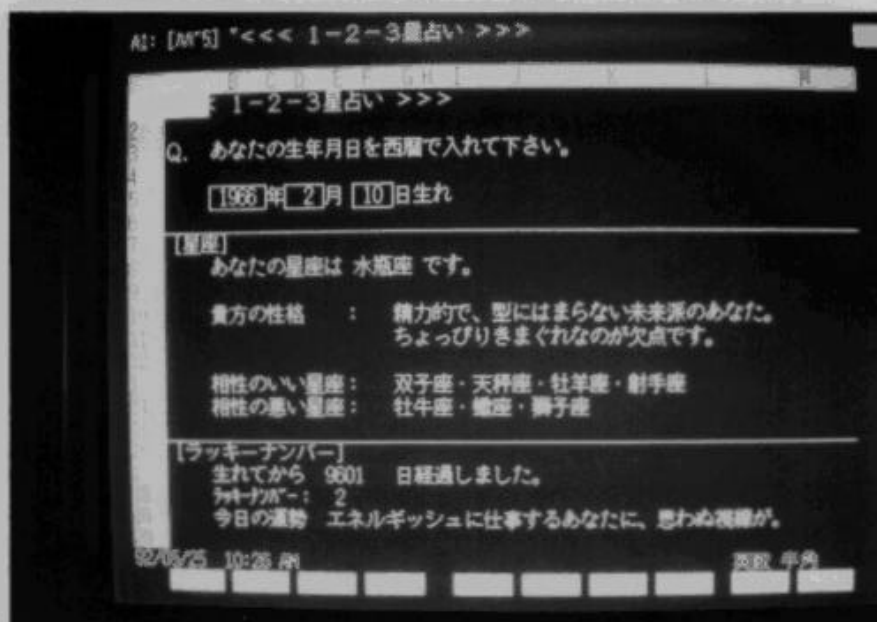 A1: [ﾊﾊﾞ5] "<<< 1-2-3星占い >>>
1-2-3星占い >>>
Q. あなたの生年月日を西暦で入れて下さい。
1966 年 2 月 10 日生れ
[星座]
あなたの星座は 水瓶座 です。
貴方の性格 : 精力的で、型にはまらない未来派のあなた。
ちょっぴりきまぐれなのが欠点です。
相性のいい星座: 双子座・天秤座・牡羊座・射手座
相性の悪い星座: 牡牛座・蠍座・獅子座
[ラッキーナンバー]
生れてから 9601 日経過しました。
ﾗｯｷｰﾅﾝﾊﾞｰ: 2
今日の運勢 エネルギッシュに仕事するあなたに、思わぬ視線が。
92/05/25 10:26 AM 英数 半角